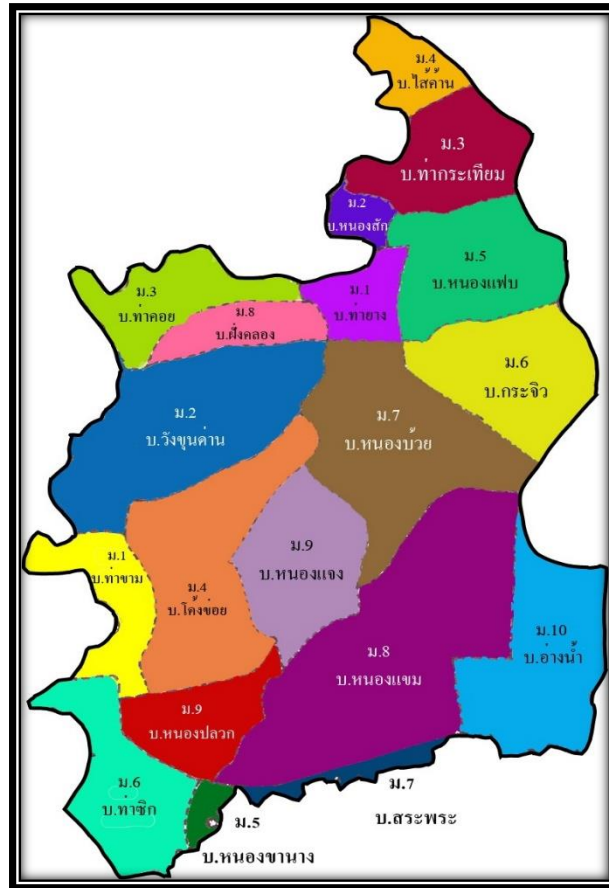 ม.4
บ.ไส้ค้าน
ม.3
บ.ท่ากระเทียม
ม.2
บ.หนองสัก
ม.5
บ.หนองแฟบ
ม.3
บ.ท่าคอย
ม.8
บ.ฝั่งคลอง
ม.1
บ.ท่ายาง
ม.6
บ.กระจิว
ม.2
บ.วังขุนด่าน
ม.7
บ.หนองบ้วย
ม.1
บ.ท่าขาม
ม.4
บ.โค้งข่อย
ม.9
บ.หนองแจง
ม.8
บ.หนองแขม
ม.10
บ.อ่างน้ำ
ม.9
บ.หนองปลวก
ม.6
บ.ท่าซิก
ม.5
บ.หนองขานาง
ม.7
บ.สระพระ